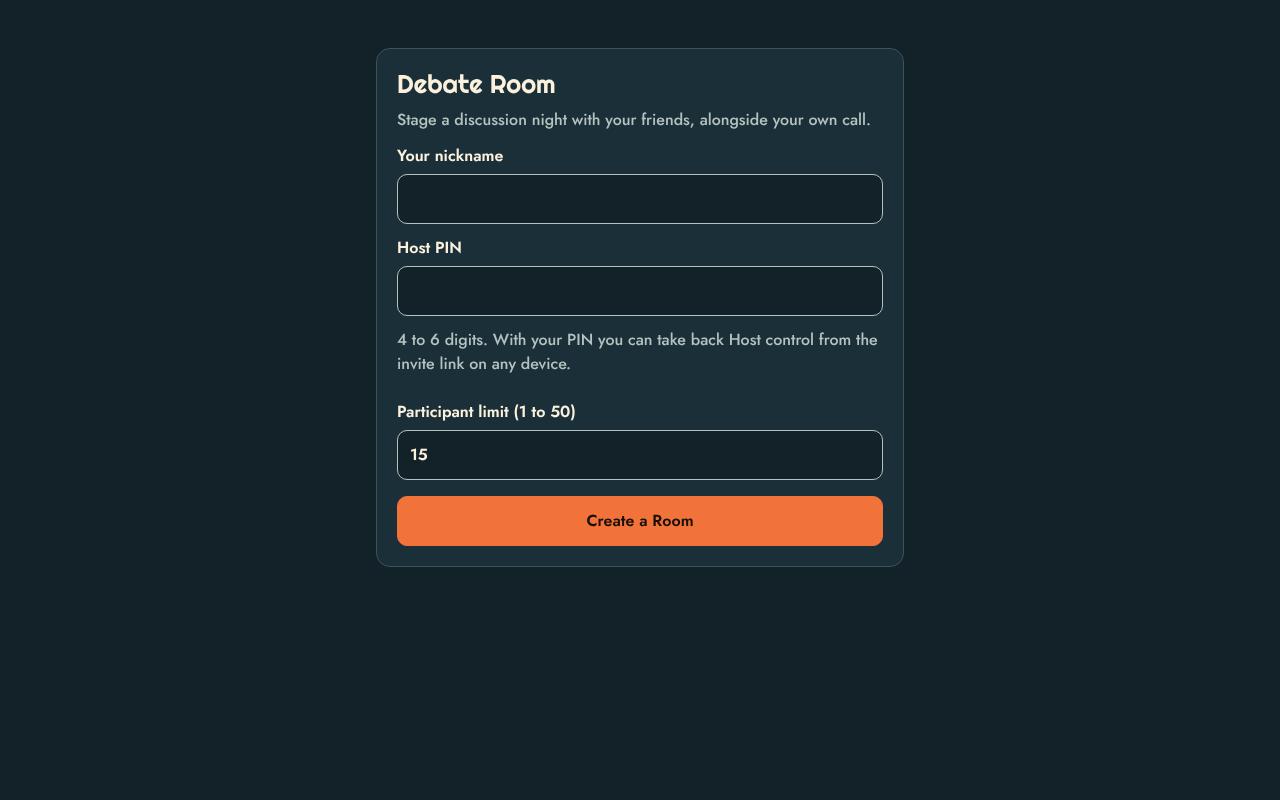 Debate Room
Stage a discussion night with your friends, alongside your own call.
Your nickname
Host PIN
4 to 6 digits. With your PIN you can take back Host control from the
invite link on any device.
Participant limit (1 to 50)
15
Create a Room